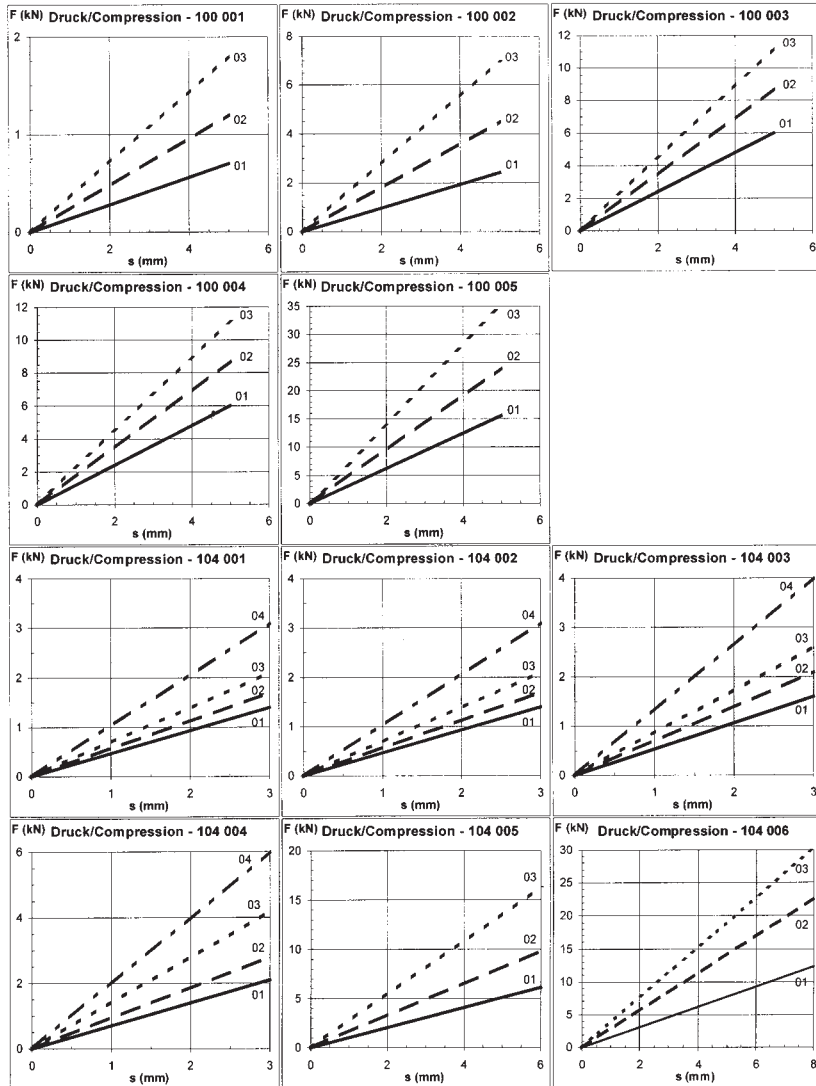 F (kN) Druck/Compression - 100 001
2
1
0
0 2 4 6
s (mm)
03
02
01
F (kN) Druck/Compression - 100 002
8
6
4
2
0
0 2 4 6
s (mm)
03
02
01
F (kN) Druck/Compression - 100 003
12
10
8
6
4
2
0
0 2 4 6
s (mm)
03
02
01
F (kN) Druck/Compression - 100 004
12
10
8
6
4
2
0
0 2 4 6
s (mm)
03
02
01
F (kN) Druck/Compression - 100 005
35
30
25
20
15
10
5
0
0 2 4 6
s (mm)
03
02
01
F (kN) Druck/Compression - 104 001
4
3
2
1
0
0 1 2 3
s (mm)
04
03
02
01
F (kN) Druck/Compression - 104 002
4
3
2
1
0
0 1 2 3
s (mm)
04
03
02
01
F (kN) Druck/Compression - 104 003
4
3
2
1
0
0 1 2 3
s (mm)
04
03
02
01
F (kN) Druck/Compression - 104 004
6
4
2
0
0 1 2 3
s (mm)
04
03
02
01
F (kN) Druck/Compression - 104 005
20
15
10
5
0
0 2 4 6
s (mm)
03
02
01
F (kN) Druck/Compression - 104 006
30
25
20
15
10
5
0
0 2 4 6 8
s (mm)
03
02
01